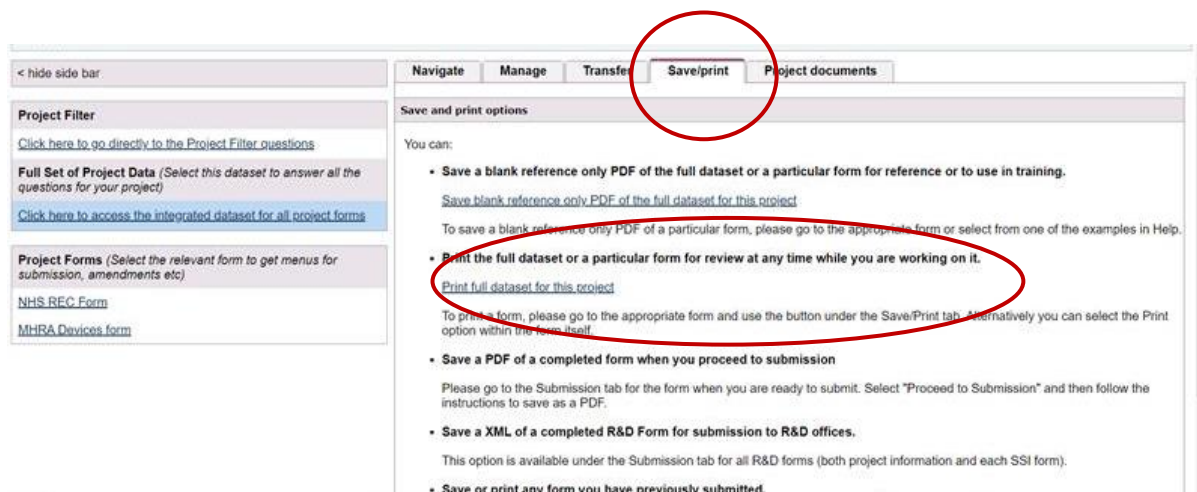 < hide side bar
Project Filter
Click here to go directly to the Project Filter questions
Full Set of Project Data (Select this dataset to answer all the
questions for your project)
Click here to access the integrated dataset for all project forms
Project Forms (Select the relevant form to get menus for
submission, amendments etc)
NHS REC Form
MHRA Devices form
Navigate Manage Transfer Save/print Project documents
Save and print options
You can:
• Save a blank reference only PDF of the full dataset or a particular form for reference or to use in training.
Save blank reference only PDF of the full dataset for this project
To save a blank reference only PDF of a particular form, please go to the appropriate form or select from one of the examples in Help.
• Print the full dataset or a particular form for review at any time while you are working on it.
Print full dataset for this project
To print a form, please go to the appropriate form and use the button under the Save/Print tab. Alternatively you can select the Print
option within the form itself.
• Save a PDF of a completed form when you proceed to submission
Please go to the Submission tab for the form when you are ready to submit. Select "Proceed to Submission" and then follow the
instructions to save as a PDF.
• Save a XML of a completed R&D Form for submission to R&D offices.
This option is available under the Submission tab for all R&D forms (both project information and each SSI form).
• Save or print any form you have previously submitted.